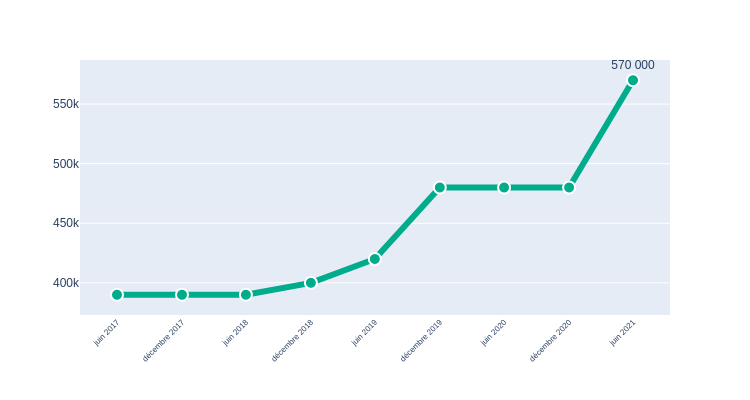 570 000
550k
500k
450k
400k
juin 2017
décembre 2017
juin 2018
décembre 2018
juin 2019
décembre 2019
juin 2020
décembre 2020
juin 2021